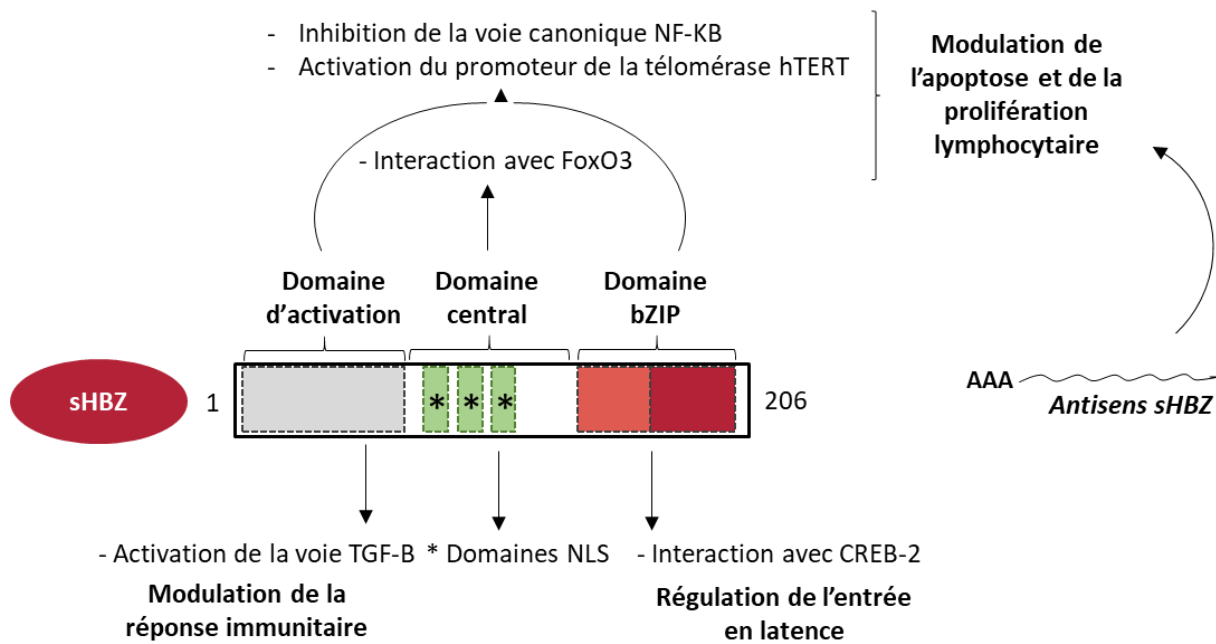 - Inhibition de la voie canonique NF-KB
- Activation du promoteur de la télomérase hTERT
Modulation de
l'apoptose et de la
prolifération
lymphocytaire
- Interaction avec FoxO3
Domaine
d'activation
Domaine
central
Domaine
bZIP
sHBZ
1
* * *
206
AAA
Antisens sHBZ
- Activation de la voie TGF-B
* Domaines NLS
- Interaction avec CREB-2
Modulation de la
réponse immunitaire
Régulation de l'entrée
en latence